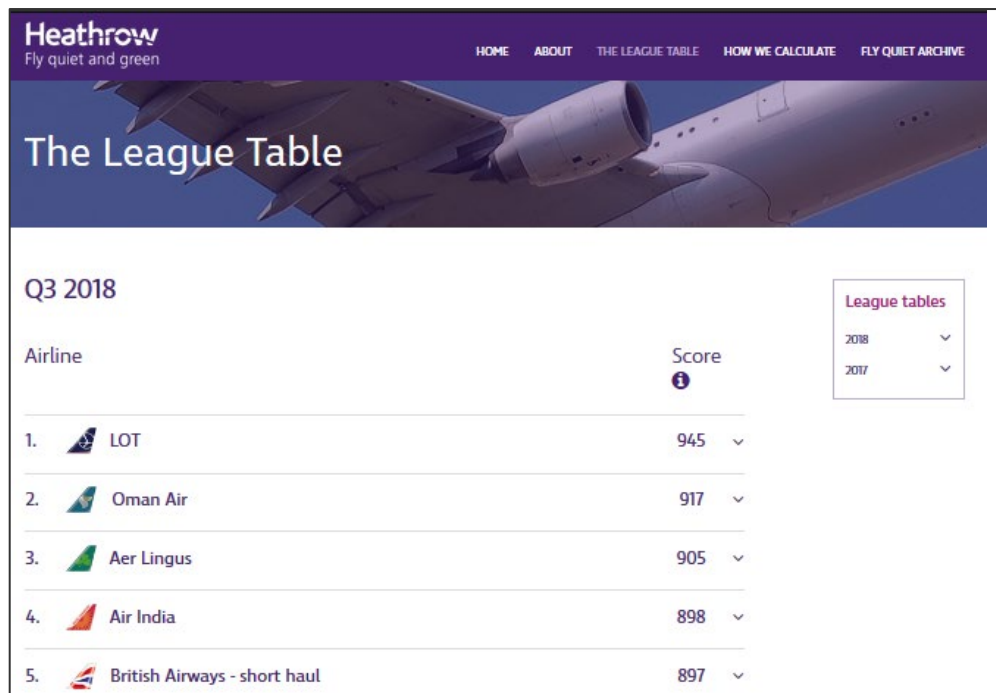 Heathrow
Fly quiet and green
HOME ABOUT THE LEAGUE TABLE HOW WE CALCULATE FLY QUIET ARCHIVE
The League Table
Q3 2018
League tables
2018
2017
Airline Score
1. LOT 945
2. Oman Air 917
3. Aer Lingus 905
4. Air India 898
5. British Airways - short haul 897